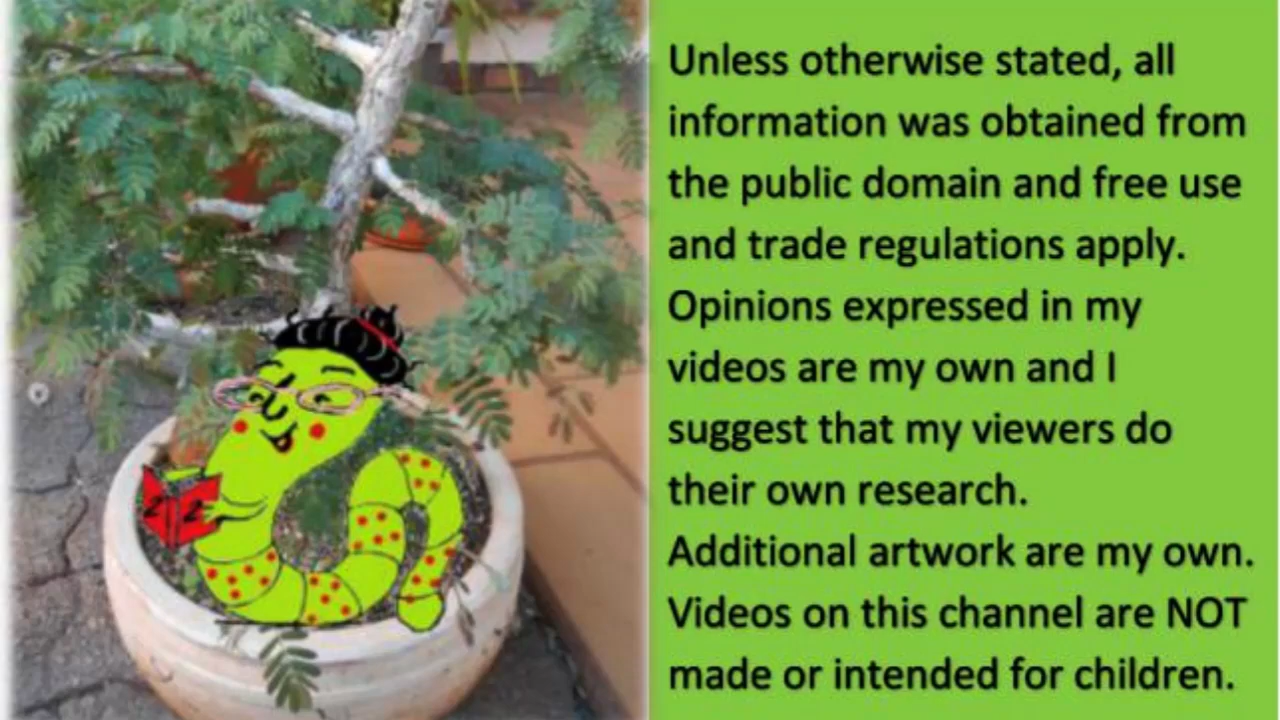 Unless otherwise stated, all
information was obtained from
the public domain and free use
and trade regulations apply.
Opinions expressed in my
videos are my own and I
suggest that my viewers do
their own research.
Additional artwork are my own.
Videos on this channel are NOT
made or intended for children.